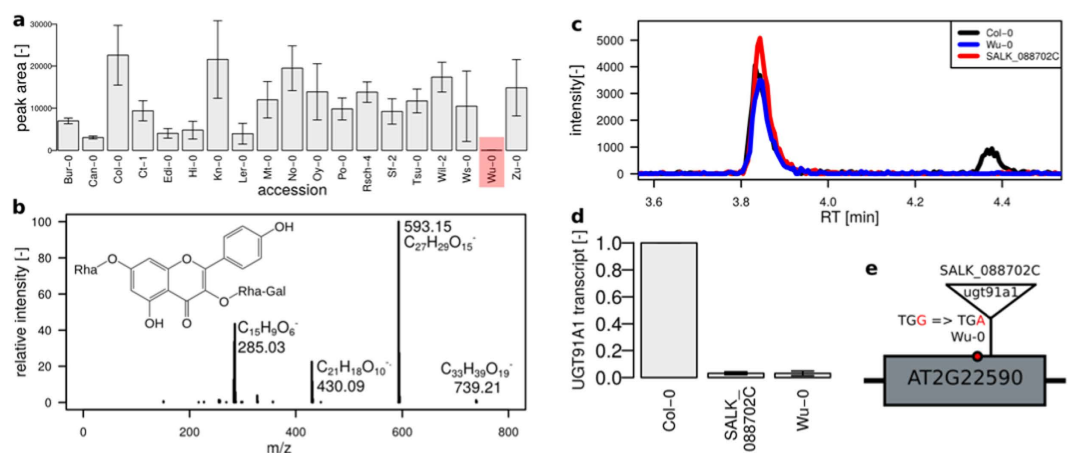 a
30000
20000
10000
0
peak area [-]
Bur-0
Can-0
Col-0
Ct-1
Edi-0
Hi-0
Kn-0
Ler-0
Mt-0
No-0
Oy-0
Po-0
Rsch-4
Sf-2
Tsu-0
Wil-2
Ws-0
Wu-0
Zu-0
accession
b
100
80
60
40
20
0
relative intensity [-]
OH
O
Rha
O
Rha-Gal
O
OH
O
593.15
C27H29O15-
C15H9O6-
285.03
C21H18O10-
430.09
C33H39O19-
739.21
0
200
400
600
800
m/z
c
5000
4000
3000
2000
1000
0
intensity[-]
Col-0
Wu-0
SALK_088702C
3.6
3.8
4.0
4.2
4.4
RT [min]
d
UGT91A1 transcript [-]
1.0
0.8
0.6
0.4
0.2
0.0
Col-0
SALK_
088702C
Wu-0
e
SALK_088702C
ugt91a1
TGG => TGA
Wu-0
AT2G22590